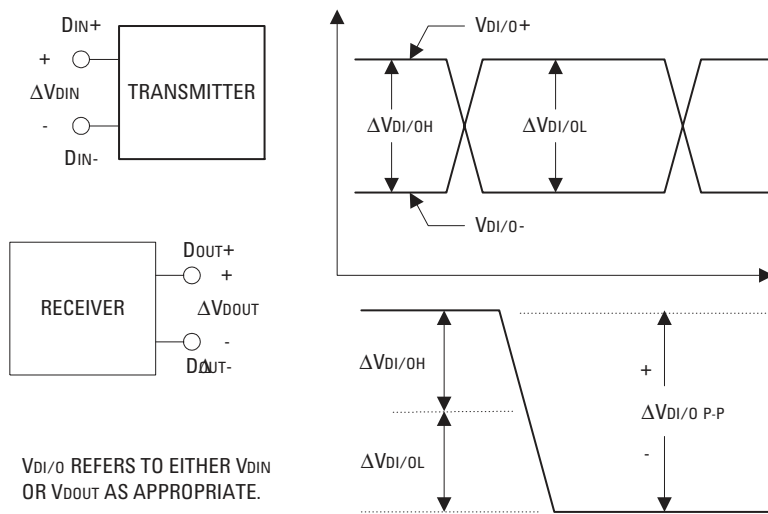 DIN+
+
ΔVDIN
-
DIN-
TRANSMITTER
DOUT+
+
ΔVDOUT
-
RECEIVER
VDI/O REFERS TO EITHER VDIN
OR VDOUT AS APPROPRIATE.
VDI/O+
ΔVDI/OH
ΔVDI/OL
VDI/O-
ΔVDI/OH
ΔVDI/OL
+
ΔVDI/O P-P
-